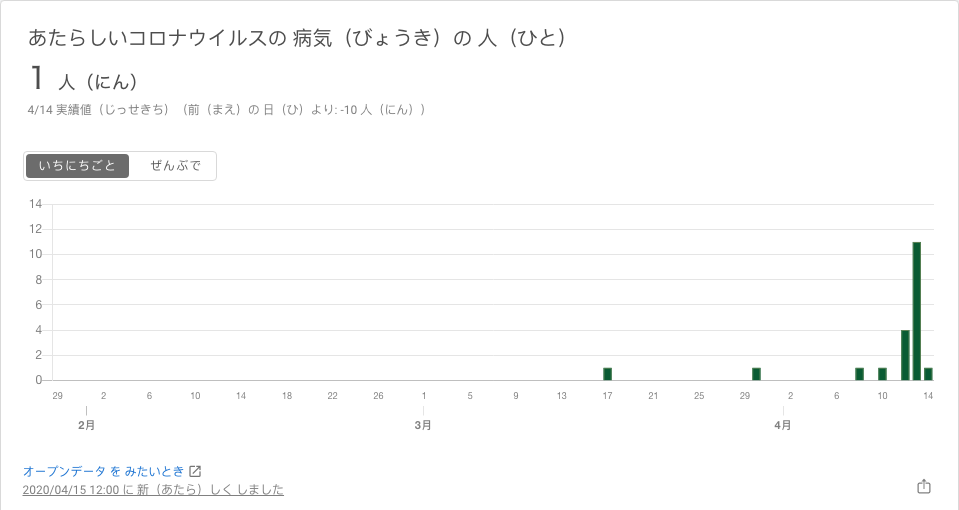 あたらしいコロナウイルスの 病気（びょうき）の 人（ひと）
1 人（にん）
4/14 実績値（じっせきち）（前（まえ）の 日（ひ）より: -10 人（にん））
いちにちごと ぜんぶで
14
12
10
8
6
4
2
0
29 2 6 10 14 18 22 26 1 5 9 13 17 21 25 29 2 6 10 14
2月 3月 4月
オープンデータ を みたいとき
2020/04/15 12:00 に 新（あたら）しく しました